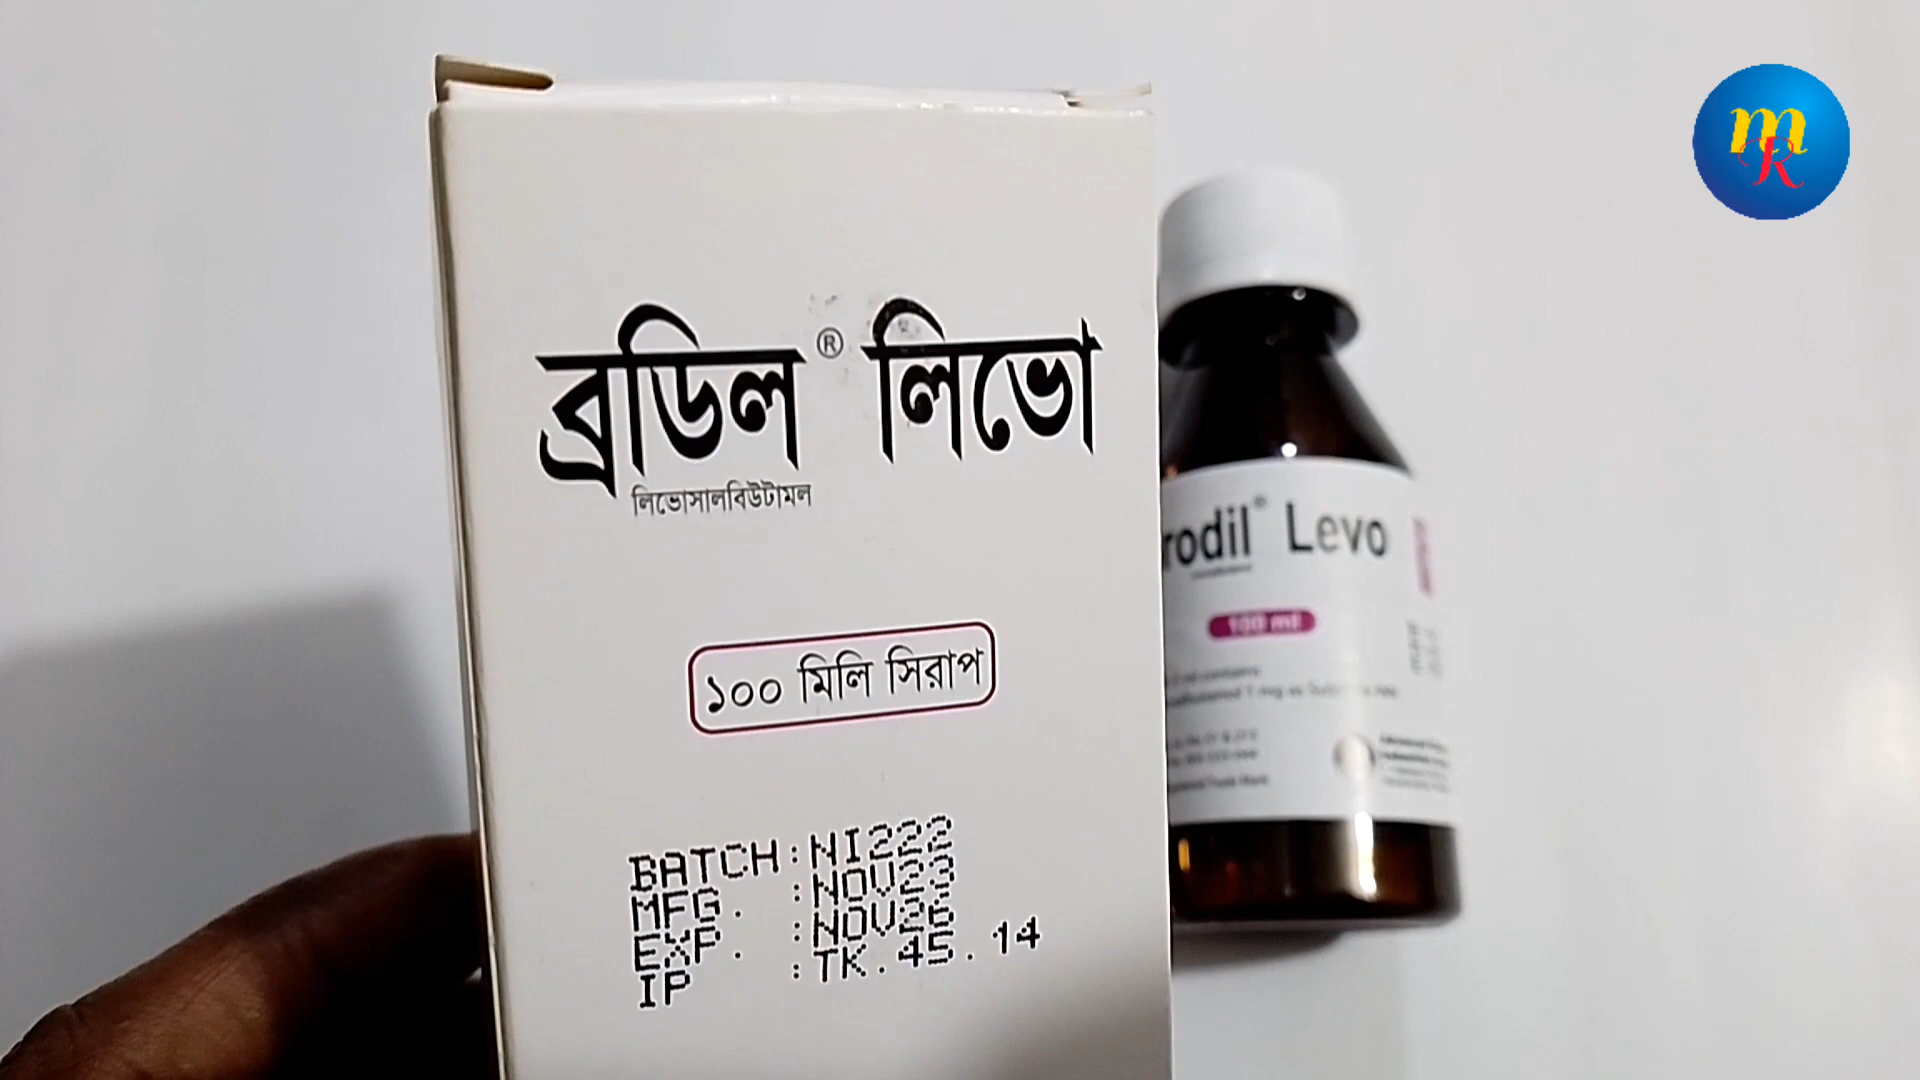 ব্রডিল® লিভো
লিভোসালবিউটামল
১০০ মিলি সিরাপ
BATCH : NI222
MFG. : NOV23
EXP. : NOV26
IP : TK.45.14
rodil® Levo
100 ml
mR